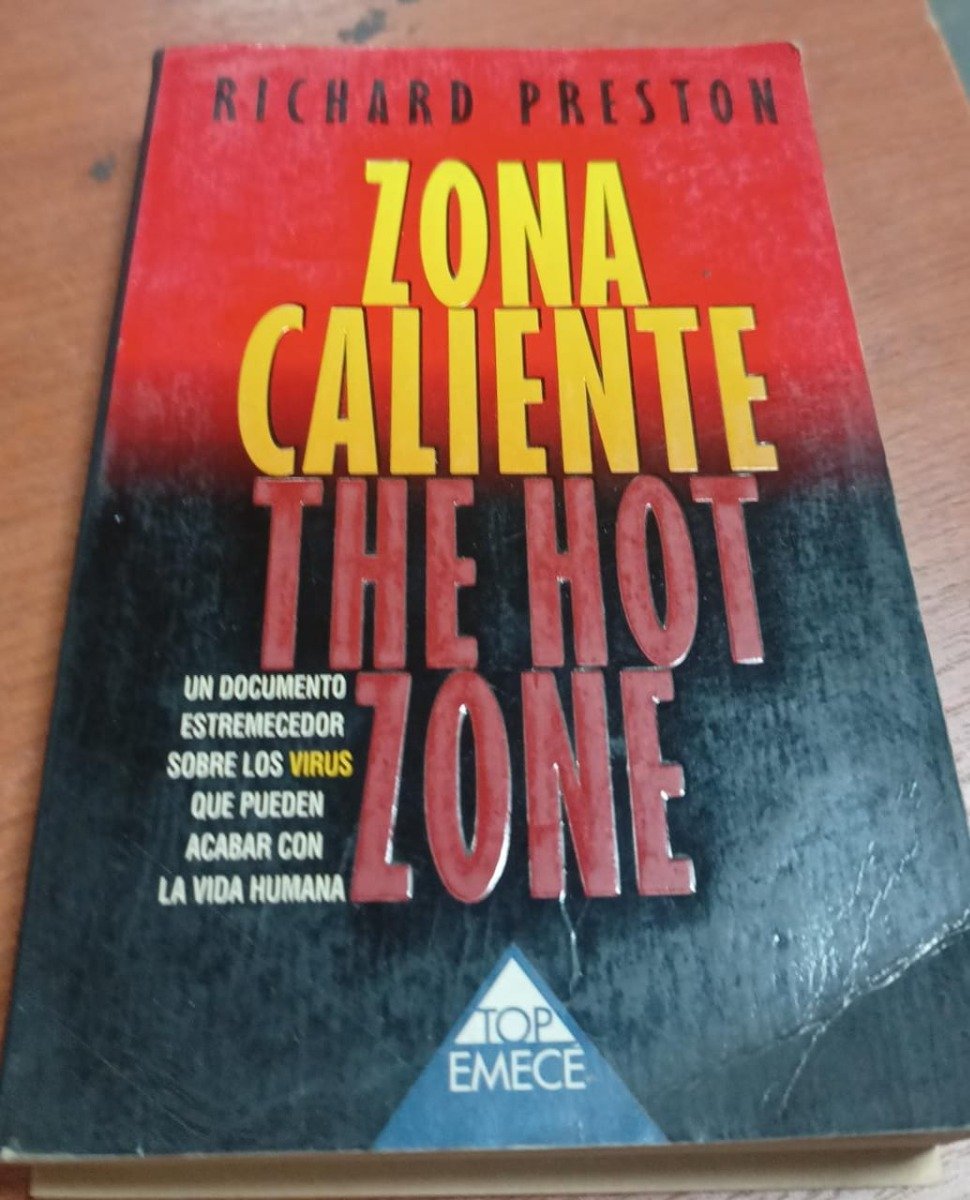 RICHARD PRESTON
ZONA
CALIENTE
THE HOT
ZONE
UN DOCUMENTO
ESTREMECEDOR
SOBRE LOS VIRUS
QUE PUEDEN
ACABAR CON
LA VIDA HUMANA
TOP
EMECÉ